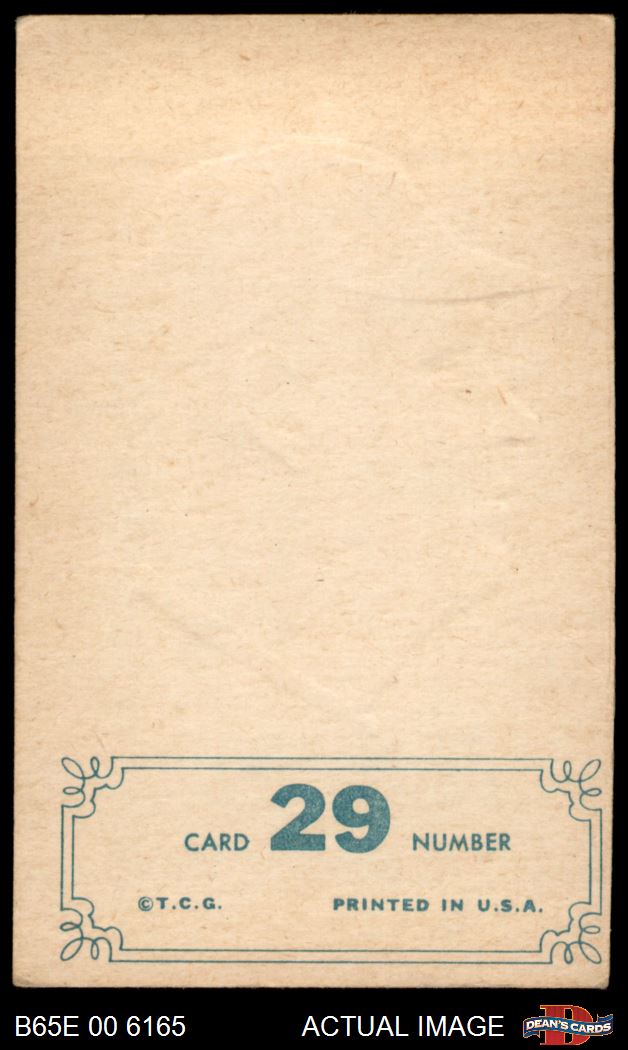 CARD 29 NUMBER
©T.C.G. PRINTED IN U.S.A.
B65E 00 6165 ACTUAL IMAGE DEAN'S CARDS